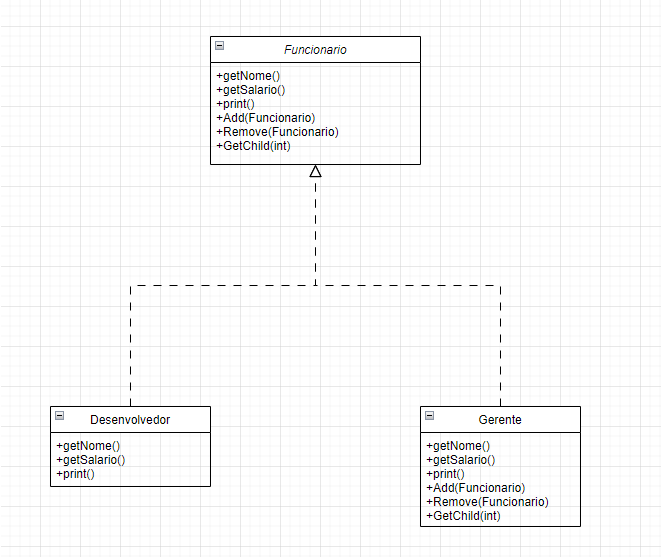 Funcionario
+getNome()
+getSalario()
+print()
+Add(Funcionario)
+Remove(Funcionario)
+GetChild(int)
Desenvolvedor
+getNome()
+getSalario()
+print()
Gerente
+getNome()
+getSalario()
+print()
+Add(Funcionario)
+Remove(Funcionario)
+GetChild(int)